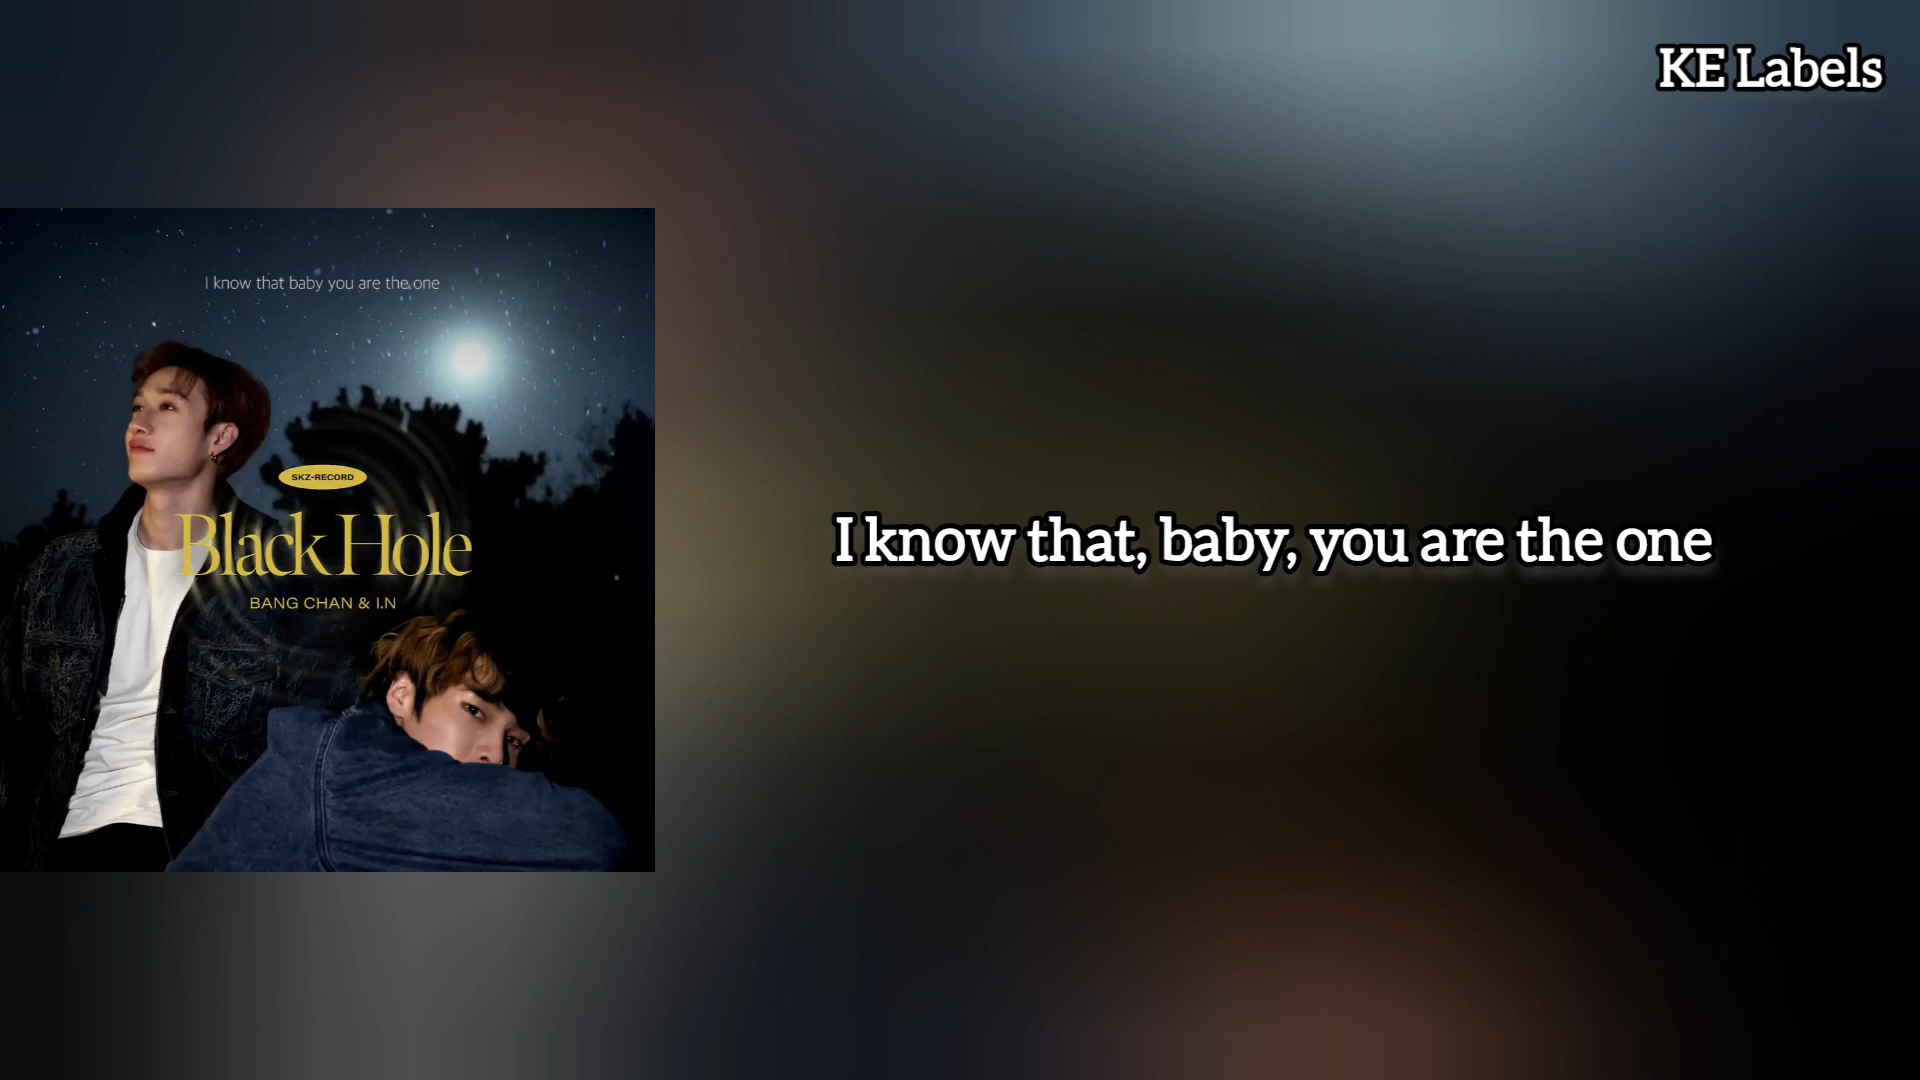 KE Labels
I know that baby you are the one
SKZ-RECORD
Black Hole
BANG CHAN & I.N
I know that, baby, you are the one